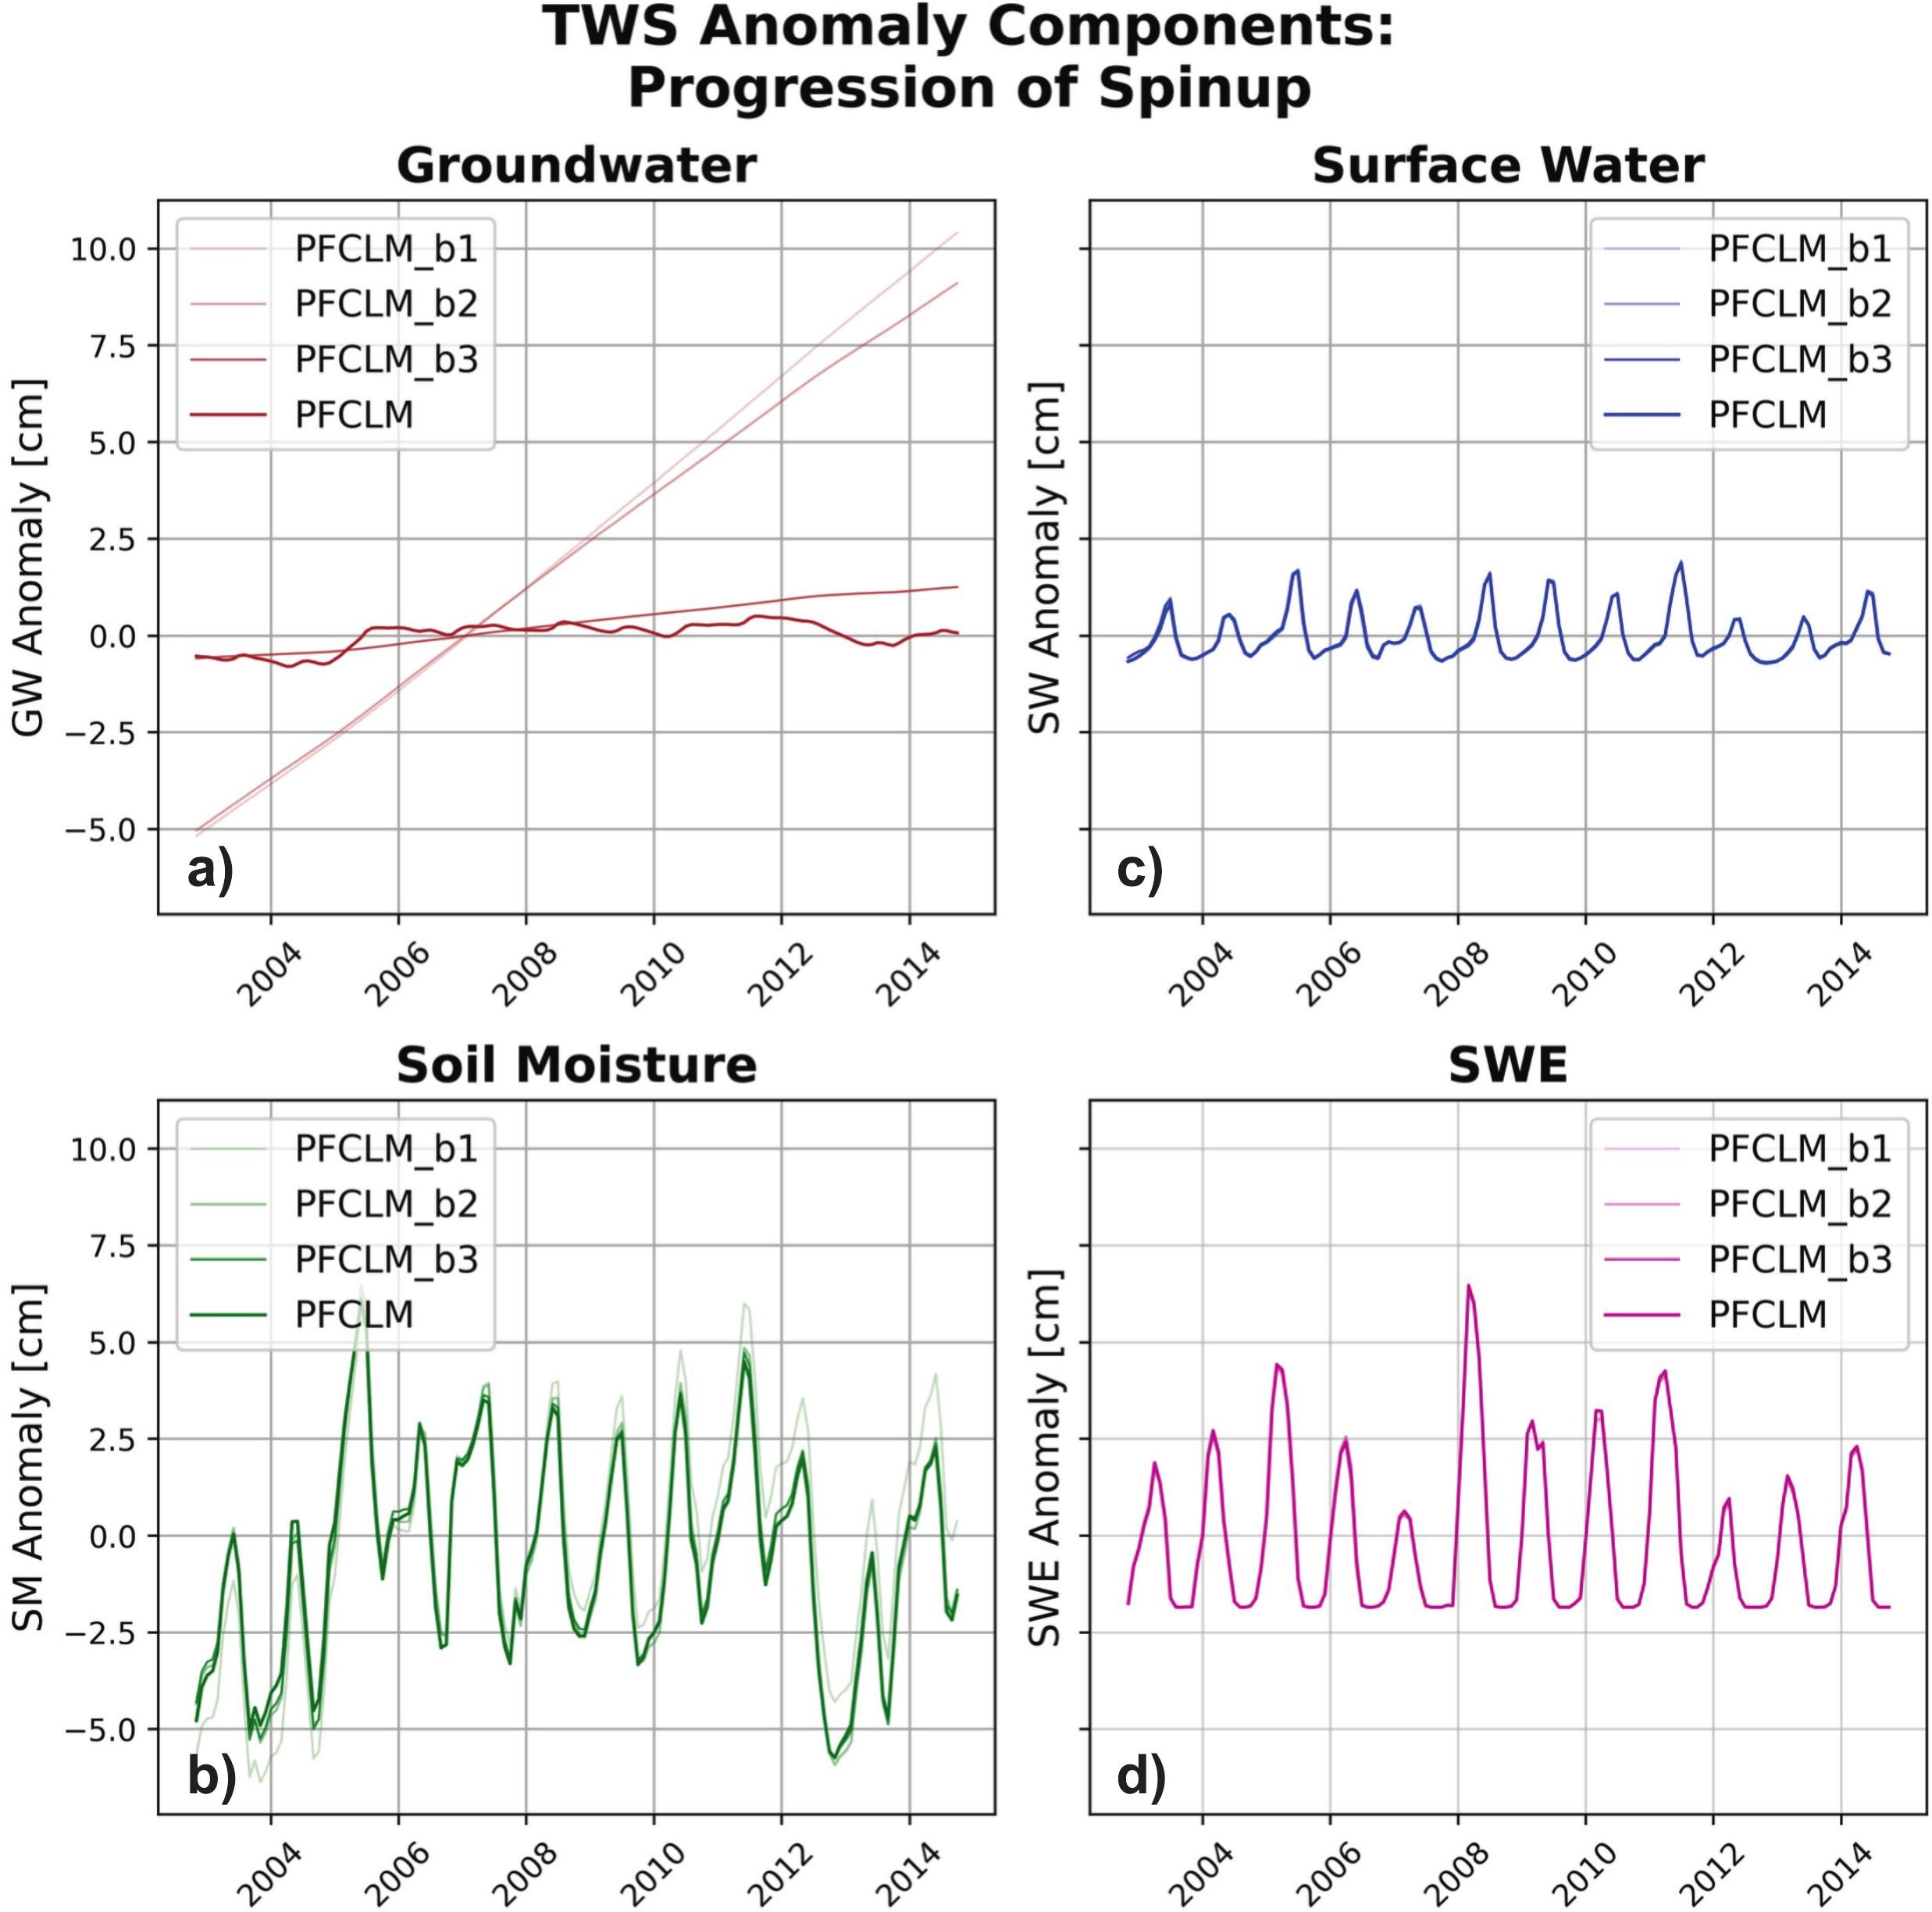 TWS Anomaly Components:
Progression of Spinup
Groundwater
GW Anomaly [cm]
10.0
7.5
5.0
2.5
0.0
−2.5
−5.0
PFCLM_b1
PFCLM_b2
PFCLM_b3
PFCLM
a)
2004
2006
2008
2010
2012
2014
Surface Water
SW Anomaly [cm]
PFCLM_b1
PFCLM_b2
PFCLM_b3
PFCLM
c)
2004
2006
2008
2010
2012
2014
Soil Moisture
SM Anomaly [cm]
10.0
7.5
5.0
2.5
0.0
−2.5
−5.0
PFCLM_b1
PFCLM_b2
PFCLM_b3
PFCLM
b)
2004
2006
2008
2010
2012
2014
SWE
SWE Anomaly [cm]
PFCLM_b1
PFCLM_b2
PFCLM_b3
PFCLM
d)
2004
2006
2008
2010
2012
2014